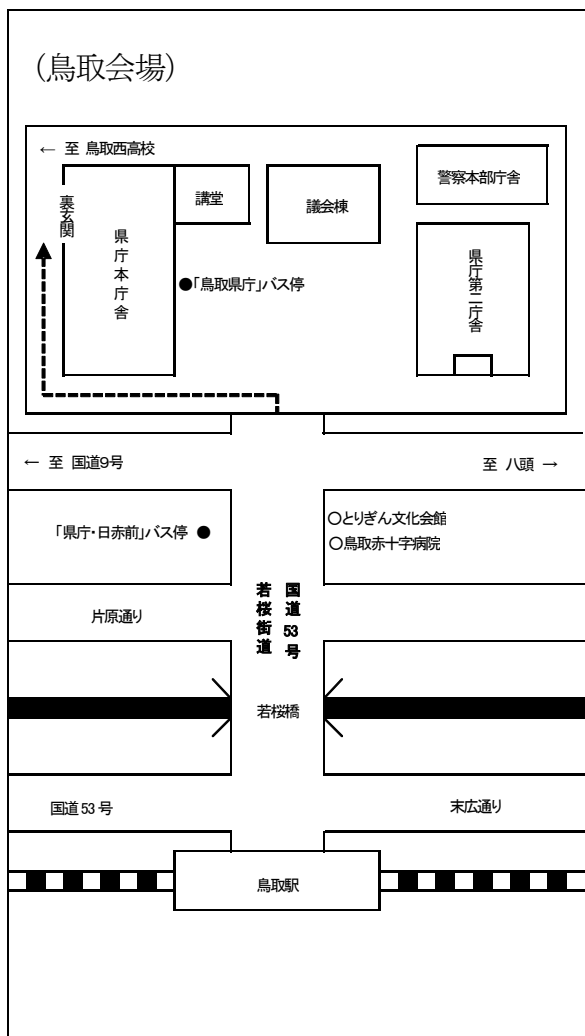 (鳥取会場)
← 至 鳥取西高校
警察本部庁舎
裏玄関
県庁本庁舎
講堂
議会棟
県庁第二庁舎
●「鳥取県庁」バス停
← 至 国道9号
至 八頭 →
「県庁・日赤前」バス停 ●
○とりぎん文化会館
○鳥取赤十字病院
国道53号
若桜街道
片原通り
若桜橋
国道53号
末広通り
鳥取駅